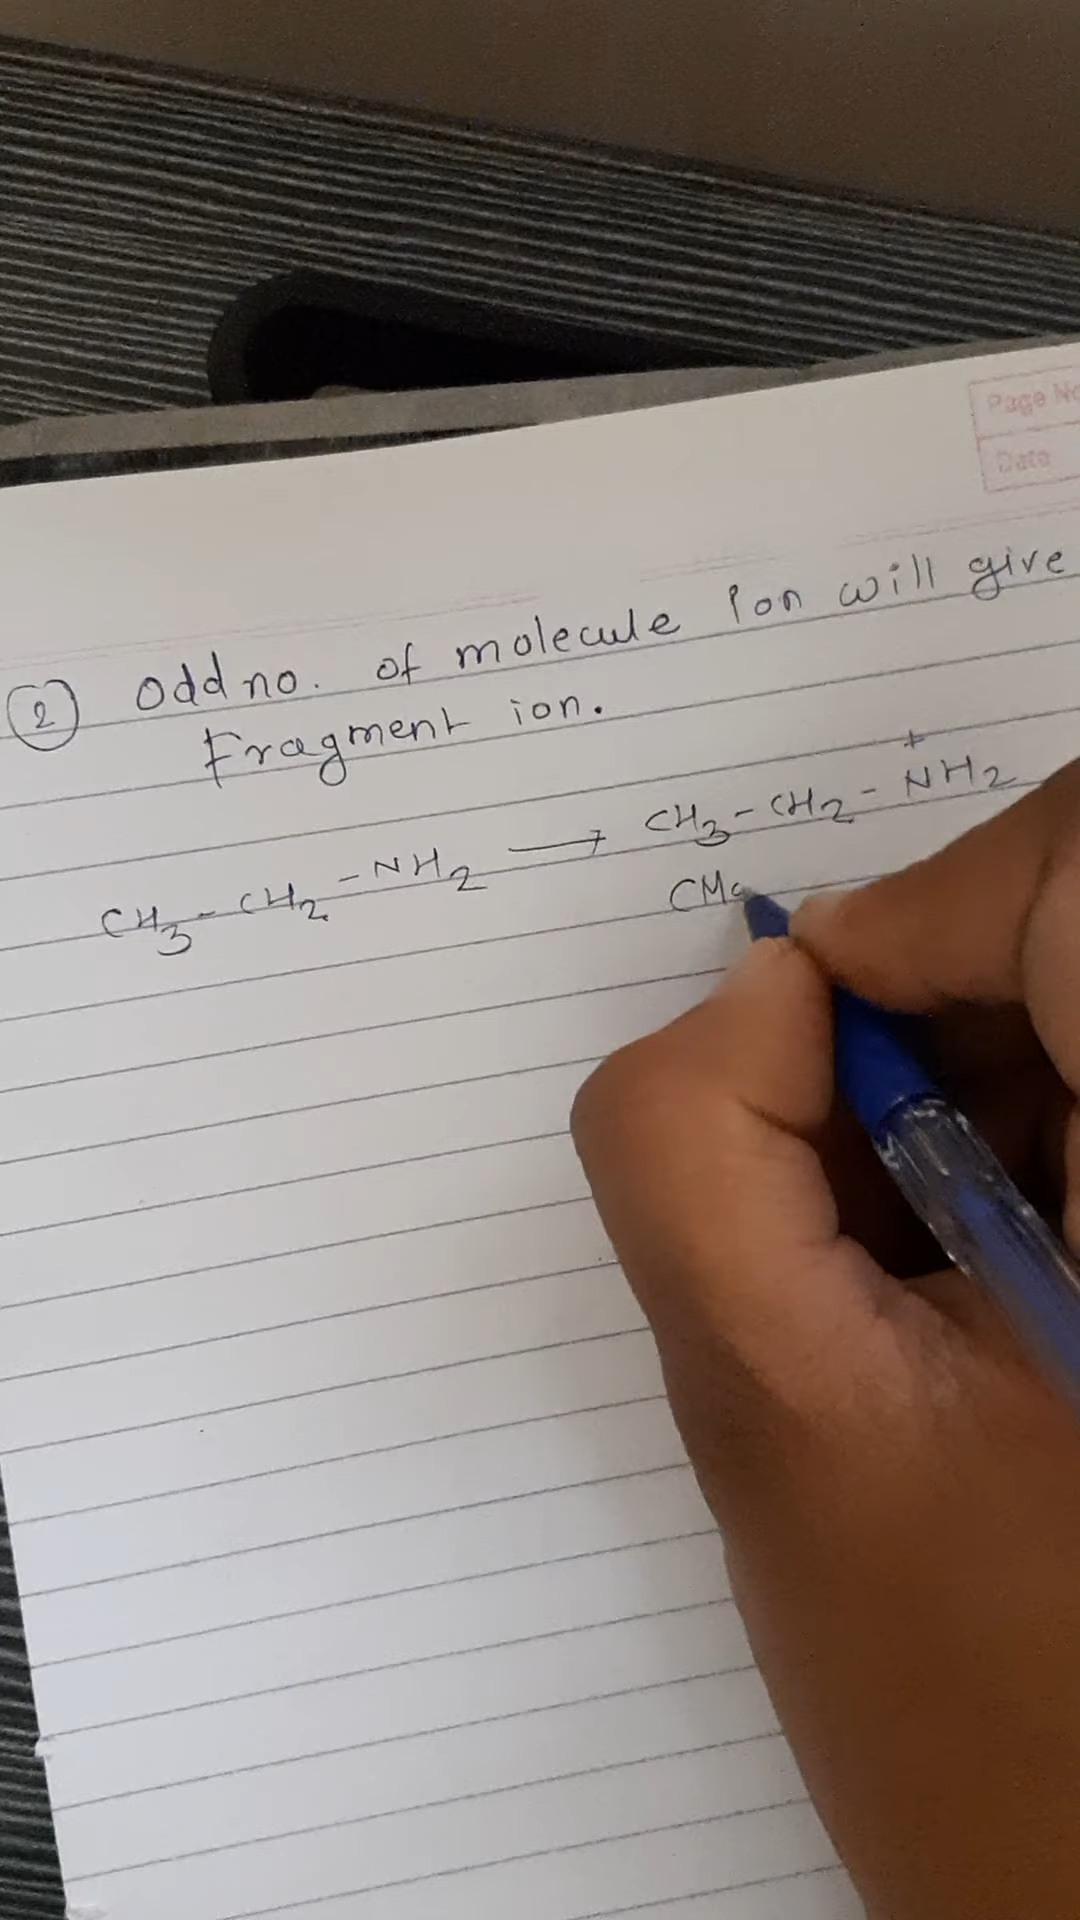 Page No
Date
② Odd no. of molecule Ion will give
Fragment ion.
CH3-CH2-NH2 ⟶ CH3-CH2-N⁺H2
(M